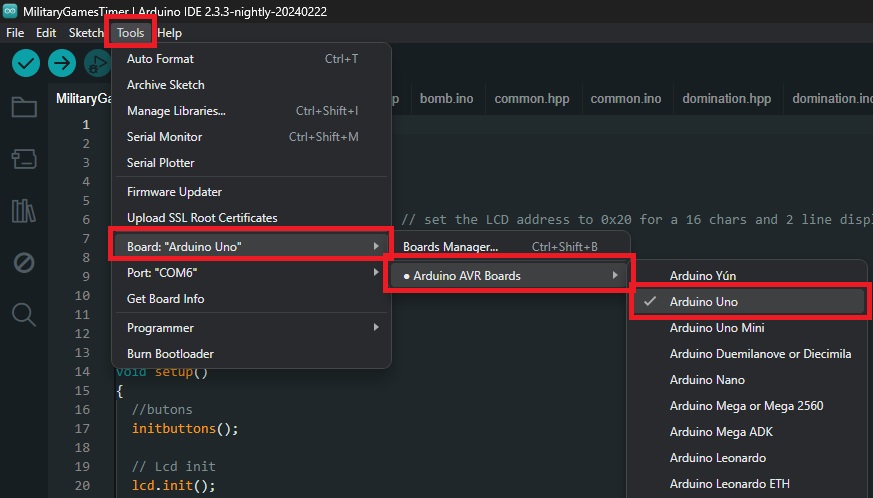 MilitaryGamesTimer | Arduino IDE 2.3.3-nightly-20240222
File Edit Sketch Tools Help
Auto Format Ctrl+T
Archive Sketch
Manage Libraries... Ctrl+Shift+I
Serial Monitor Ctrl+Shift+M
Serial Plotter
Firmware Updater
Upload SSL Root Certificates
Board: "Arduino Uno"
Port: "COM6"
Get Board Info
Programmer
Burn Bootloader
Boards Manager... Ctrl+Shift+B
● Arduino AVR Boards
Arduino Yún
Arduino Uno
Arduino Uno Mini
Arduino Duemilanove or Diecimila
Arduino Nano
Arduino Mega or Mega 2560
Arduino Mega ADK
Arduino Leonardo
Arduino Leonardo ETH
MilitaryGa p bomb.ino common.hpp common.ino domination.hpp domination.ino
1
2
3
4
5
6 // set the LCD address to 0x20 for a 16 chars and 2 line displ
7
8
9
10
11
12
13
14 void setup()
15 {
16 //butons
17 initbuttons();
18
19 // Lcd init
20 lcd.init();